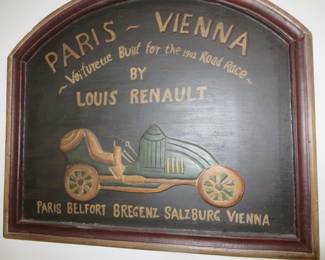 PARIS ~ VIENNA
~ Voiturette Built for the 1902 Road Race ~
BY
LOUIS RENAULT
PARIS BELFORT BREGENZ SALZBURG VIENNA